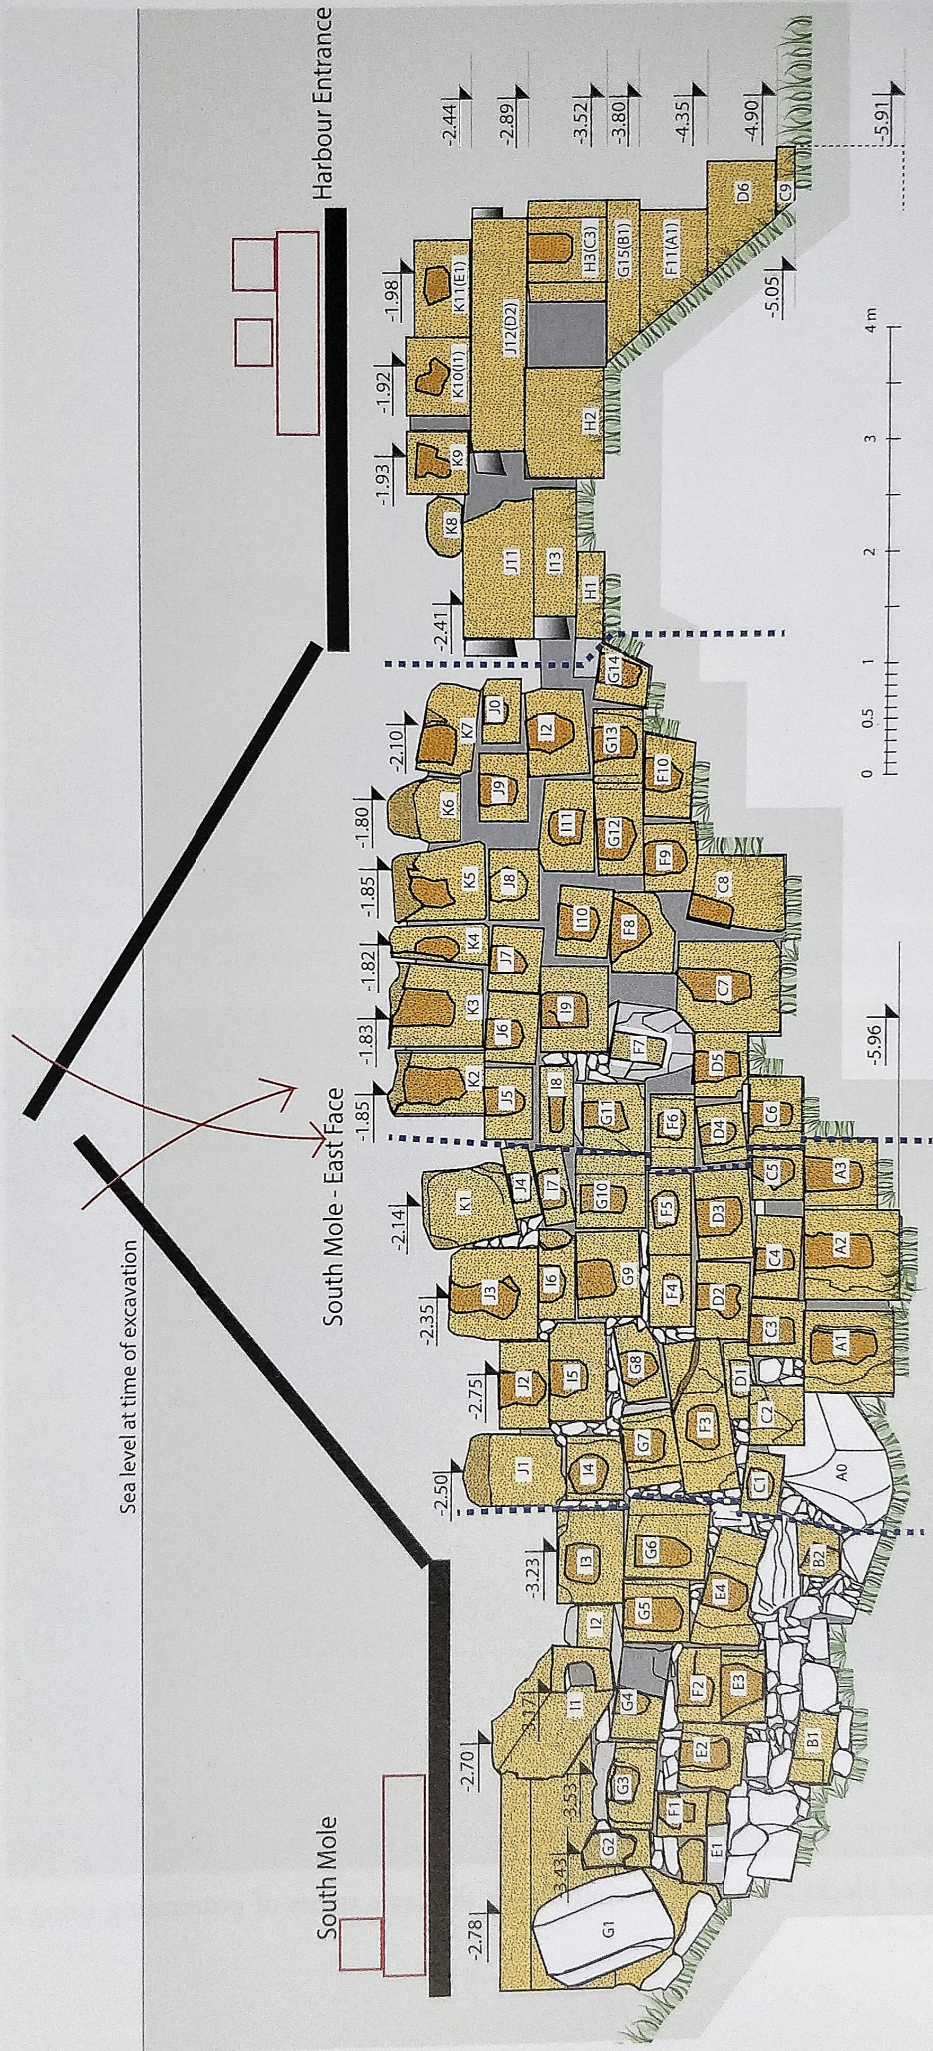 Sea level at time of excavation
South Mole
Harbour Entrance
South Mole - East Face
-2.78
-2.70
-3.43
-3.53
-3.17
-3.23
-2.50
-2.75
-2.35
-2.14
-1.85
-1.83
-1.82
-1.85
-1.80
-2.10
-2.41
-1.93
-1.92
-1.98
-2.44
-2.89
-3.52
-3.80
-4.35
-4.90
-5.91
-5.05
-5.96
K1
K2
K3
K4
K5
K6
K7
K8
K9
K10(I1)
K11(E1)
J1
J2
J3
J4
J5
J6
J7
J8
J9
J0
J11
J12(D2)
I1
I2
I3
I4
I5
I6
I7
I8
I9
I10
I11
I2
I13
H1
H2
H3(C3)
G1
G2
G3
G4
G5
G6
G7
G8
G9
G10
G11
G12
G13
G14
G15(B1)
F1
F2
F3
F4
F5
F6
F7
F8
F9
F10
F11(A1)
E1
E2
E3
E4
D1
D2
D3
D4
D5
D6
C1
C2
C3
C4
C5
C6
C7
C8
C9
B1
B2
A0
A1
A2
A3
0 0.5 1 2 3 4 m